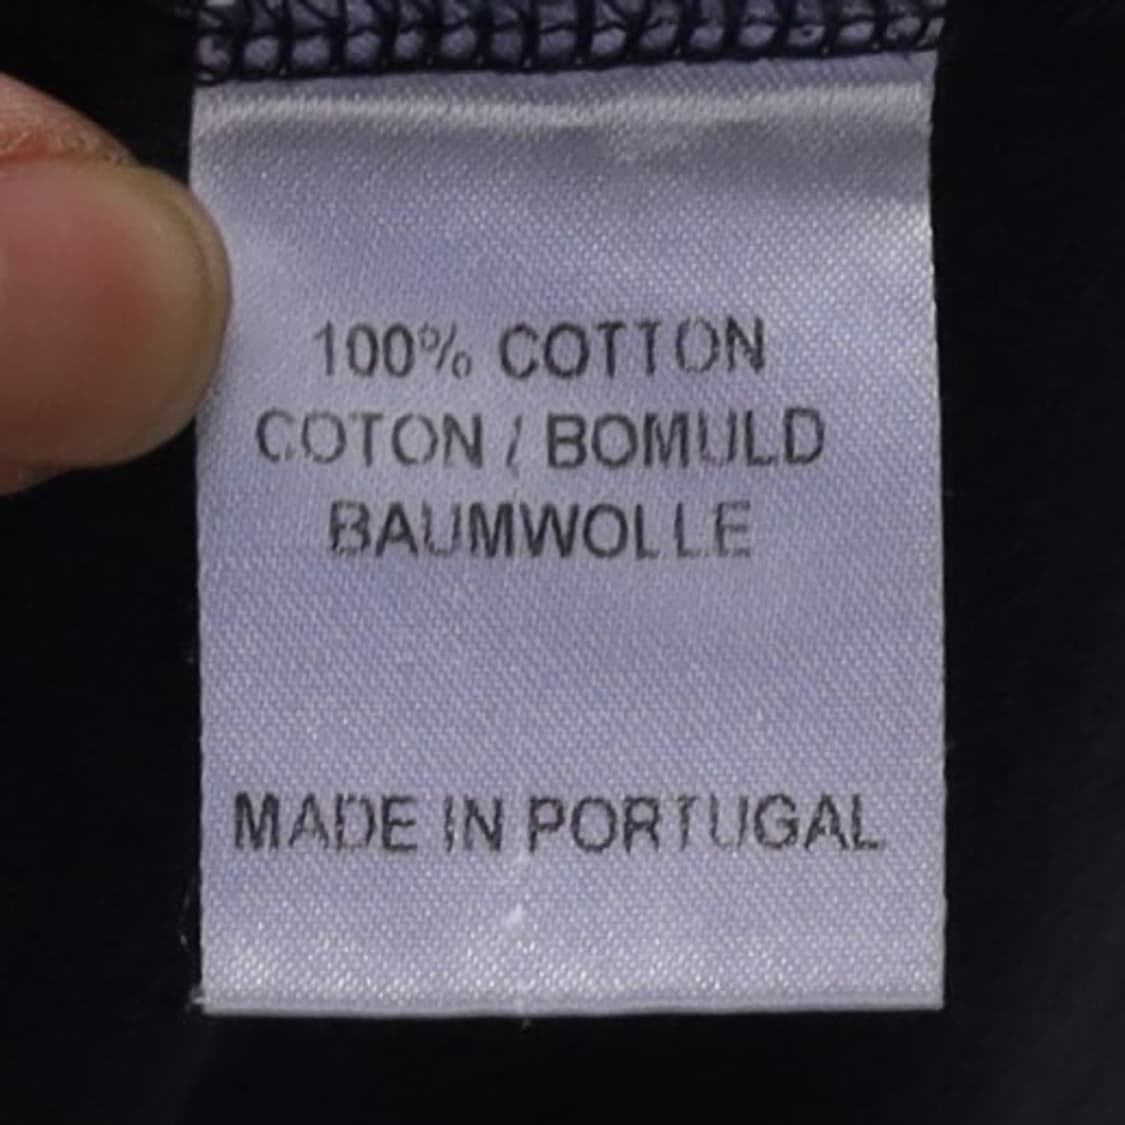 100% COTTON
COTON / BOMULD
BAUMWOLLE
MADE IN PORTUGAL